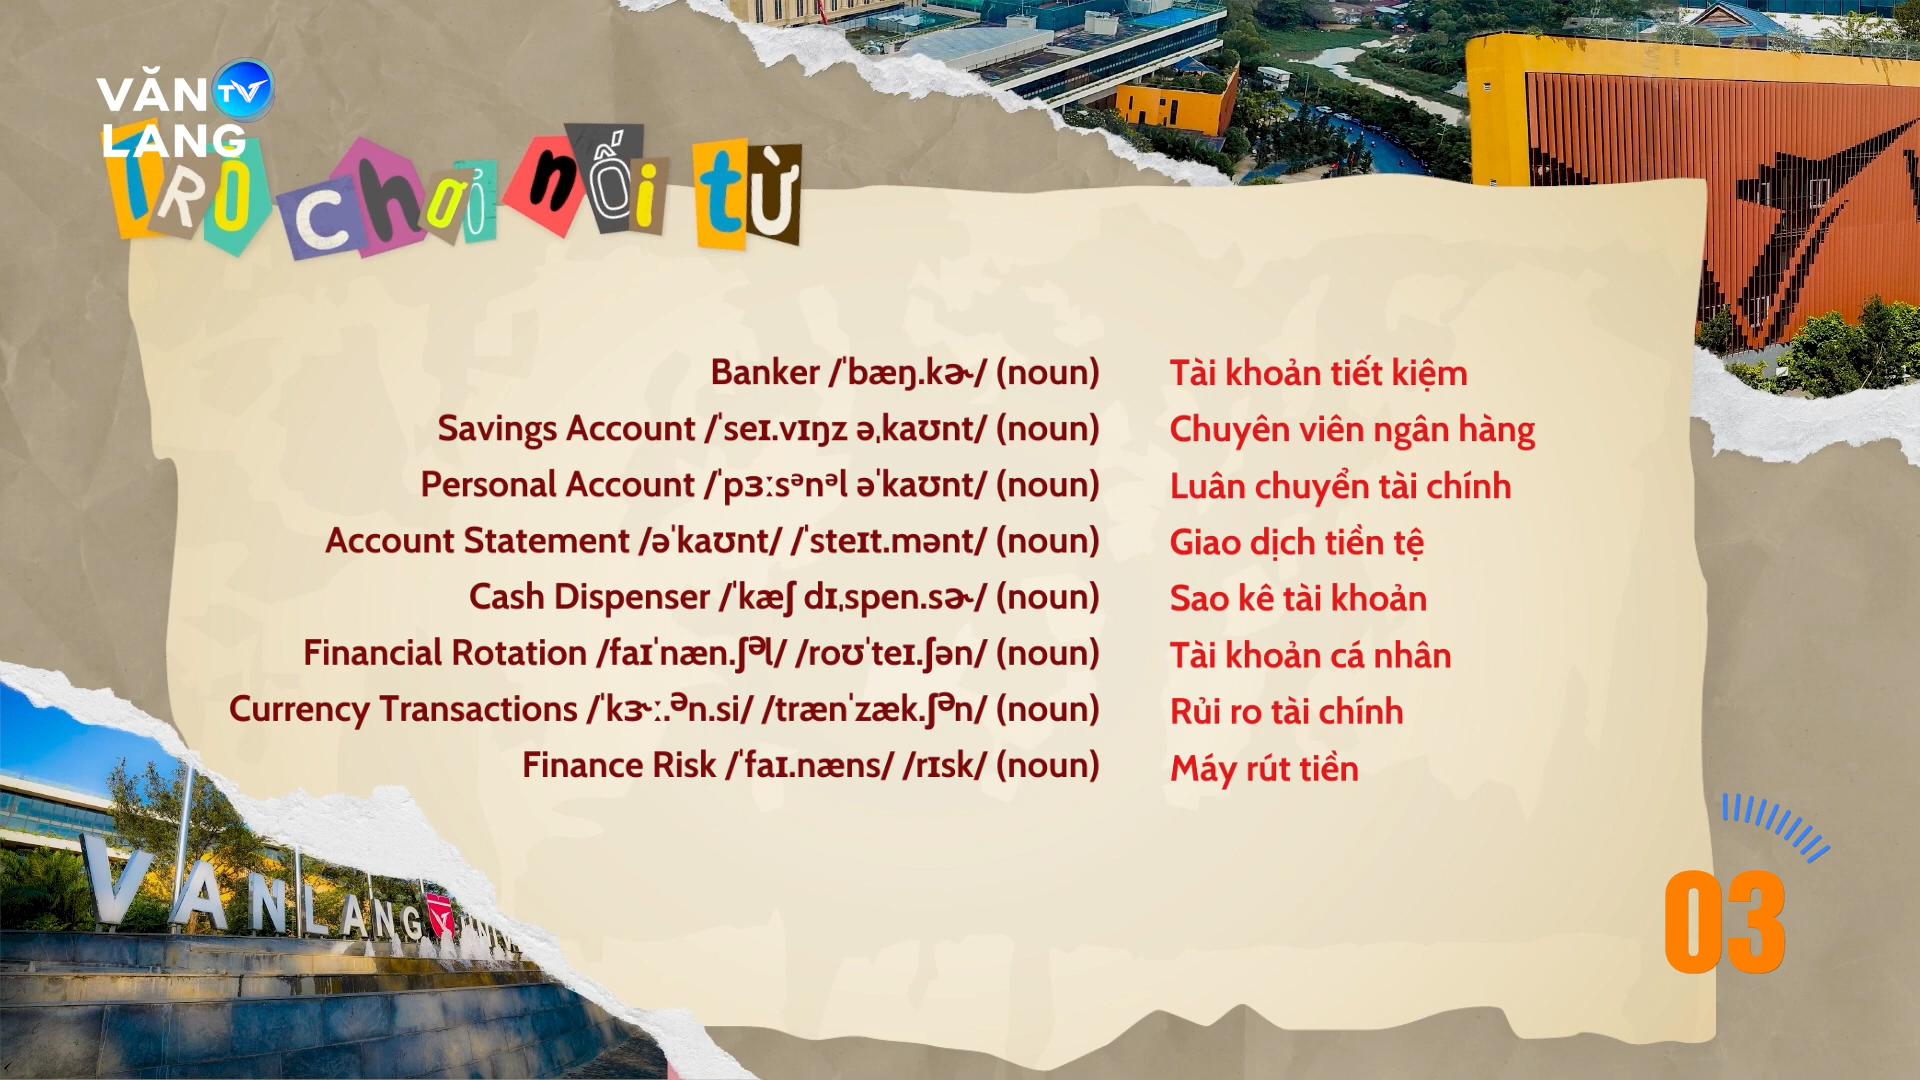 VĂN TV
LANG
TRÒ chơi nối từ
Banker /ˈbæŋ.kɚ/ (noun)
Tài khoản tiết kiệm
Savings Account /ˈseɪ.vɪŋz əˌkaʊnt/ (noun)
Chuyên viên ngân hàng
Personal Account /ˈpɜːsᵊnᵊl əˈkaʊnt/ (noun)
Luân chuyển tài chính
Account Statement /əˈkaʊnt/ /ˈsteɪt.mənt/ (noun)
Giao dịch tiền tệ
Cash Dispenser /ˈkæʃ dɪˌspen.sɚ/ (noun)
Sao kê tài khoản
Financial Rotation /faɪˈnæn.ʃᵊl/ /roʊˈteɪ.ʃən/ (noun)
Tài khoản cá nhân
Currency Transactions /ˈkɝː.ᵊn.si/ /trænˈzæk.ʃᵊn/ (noun)
Rủi ro tài chính
Finance Risk /ˈfaɪ.næns/ /rɪsk/ (noun)
Máy rút tiền
VANLANG
03